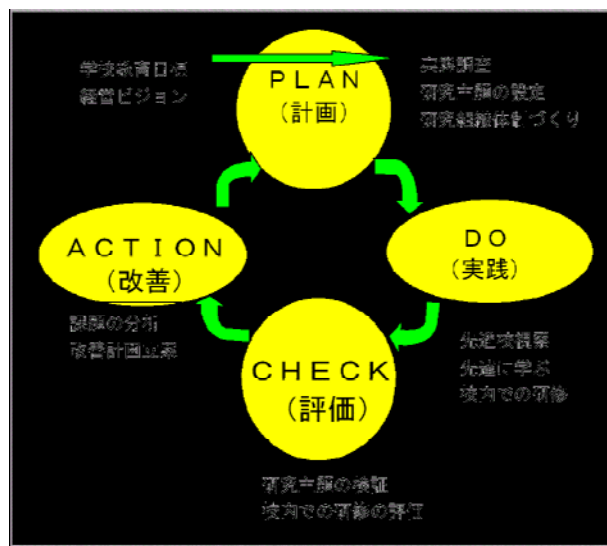 学校教育目標
経営ビジョン
PLAN
(計画)
実態調査
研究主題の設定
研究組織体制づくり
ACTION
(改善)
課題の分析
改善計画立案
DO
(実践)
先進校視察
先達に学ぶ
校内での研修
CHECK
(評価)
研究主題の検証
校内での研修の評価